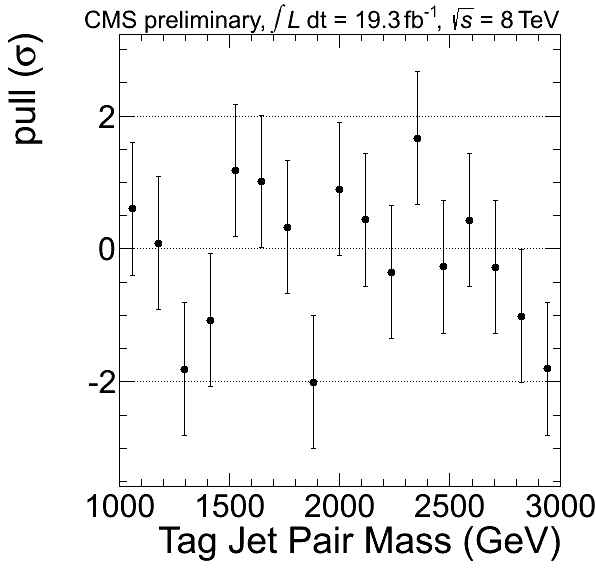 CMS preliminary, ∫ L dt = 19.3 fb⁻¹, √s = 8 TeV
pull (σ)
2
0
-2
1000 1500 2000 2500 3000
Tag Jet Pair Mass (GeV)